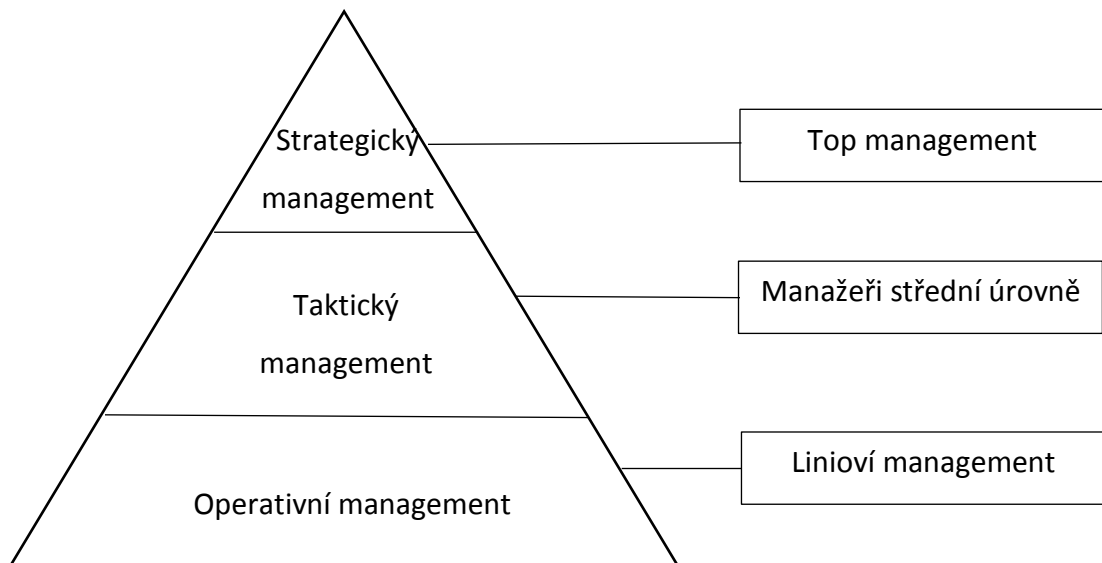 Strategický
management
Top management
Taktický
management
Manažeři střední úrovně
Operativní management
Linioví management